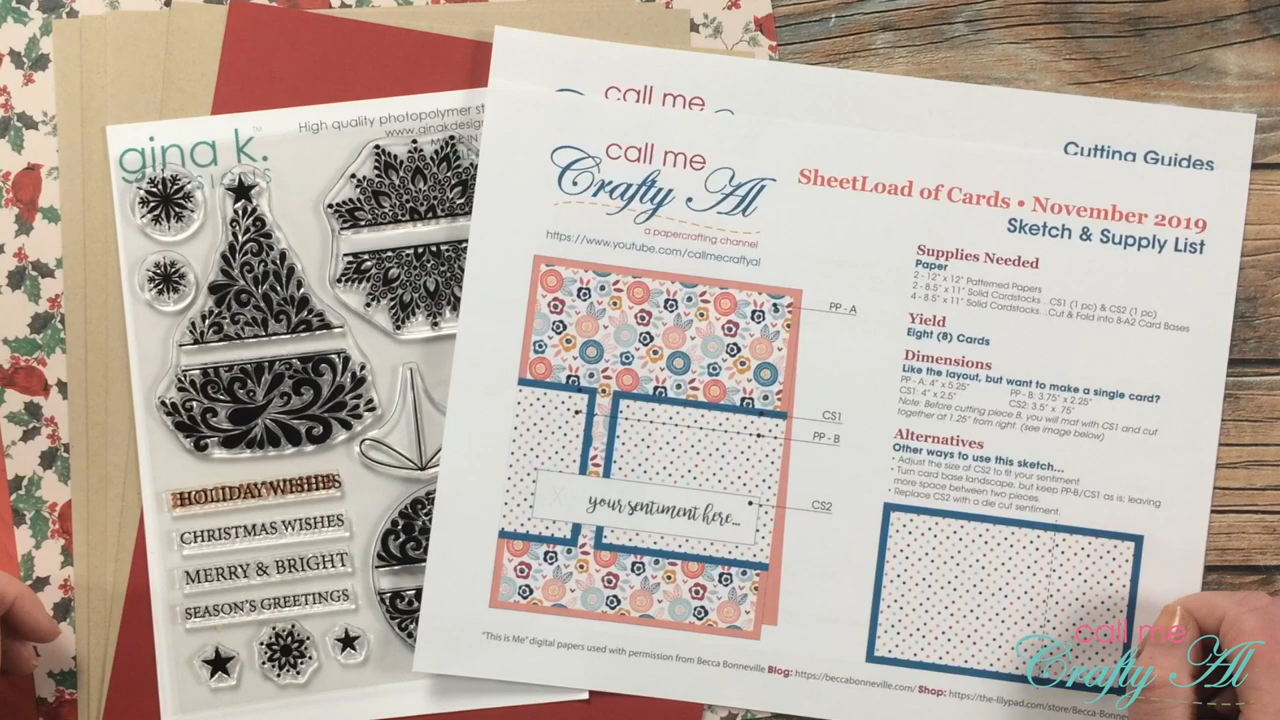 gina k.
™
High quality photopolymer
call me
Cutting Guides
call me
Crafty Al
a papercrafting channel
https://www.youtube.com/callmecraftyal
SheetLoad of Cards • November 2019
Sketch & Supply List
Supplies Needed
Paper
2 - 12" x 12" Patterned Papers
2 - 8.5" x 11" Solid Cardstocks...CS1 (1 pc) & CS2 (1 pc)
4 - 8.5" x 11" Solid Cardstocks...Cut & Fold into 8-A2 Card Bases
Yield
Eight (8) Cards
Dimensions
Like the layout, but want to make a single card?
PP - A: 4" x 5.25" PP - B: 3.75" x 2.25"
CS1: 4" x 2.5" CS2: 3.5" x .75"
Note: Before cutting piece B, you will mat with CS1 and cut
together at 1.25" from right. (see image below)
Alternatives
Other ways to use this sketch...
• Adjust the size of CS2 to fit your sentiment
• Turn card base landscape, but keep PP-B/CS1 as is; leaving
more space between two pieces.
• Replace CS2 with a die cut sentiment.
PP - A
CS1
PP - B
CS2
your sentiment here...
HOLIDAY WISHES
CHRISTMAS WISHES
MERRY & BRIGHT
SEASON'S GREETINGS
"This is Me" digital papers used with permission from Becca Bonneville Blog: https://beccabonneville.com/ Shop: https://the-lilypad.com/store/Becca-Bonne
call me
Crafty Al